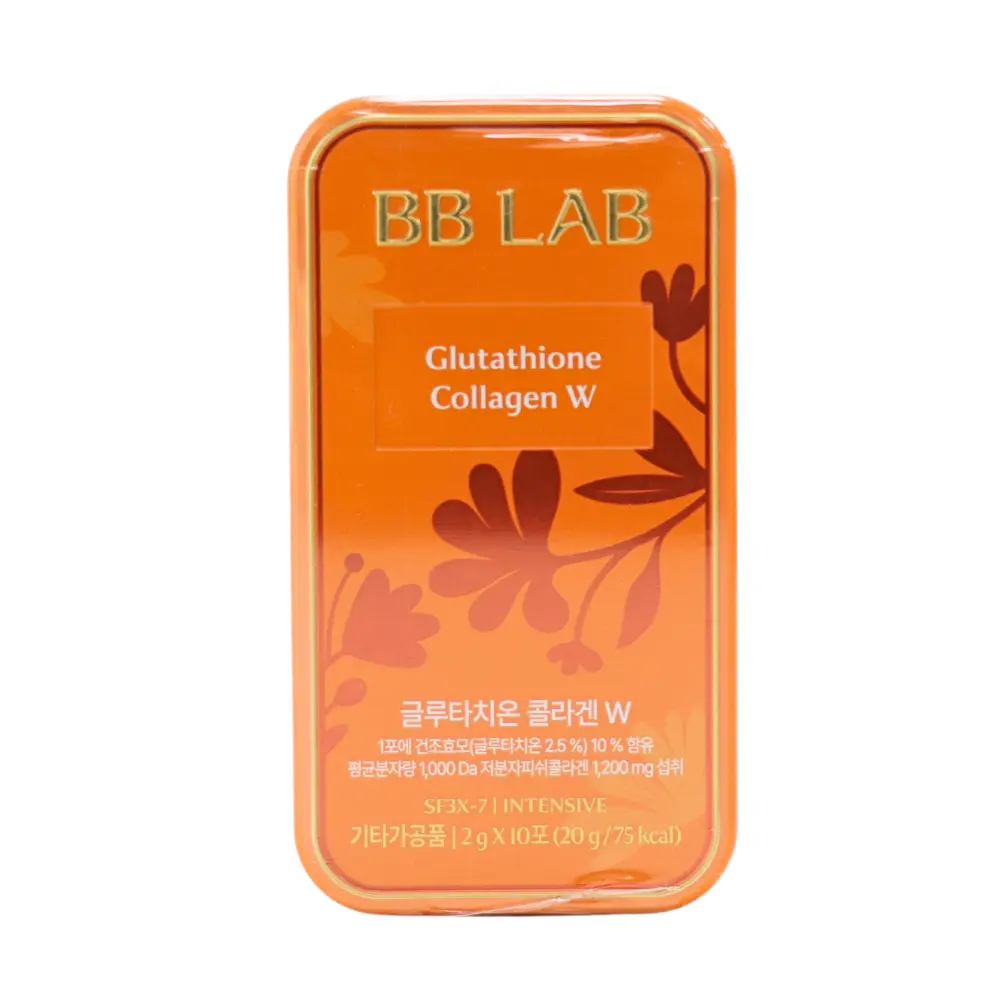 BB LAB
Glutathione
Collagen W
글루타치온 콜라겐 W
1포에 건조효모(글루타치온 2.5 %) 10 % 함유
평균분자량 1,000 Da 저분자피쉬콜라겐 1,200 mg 섭취
SF3X-7 | INTENSIVE
기타가공품 | 2 g X 10포 (20 g / 75 kcal)